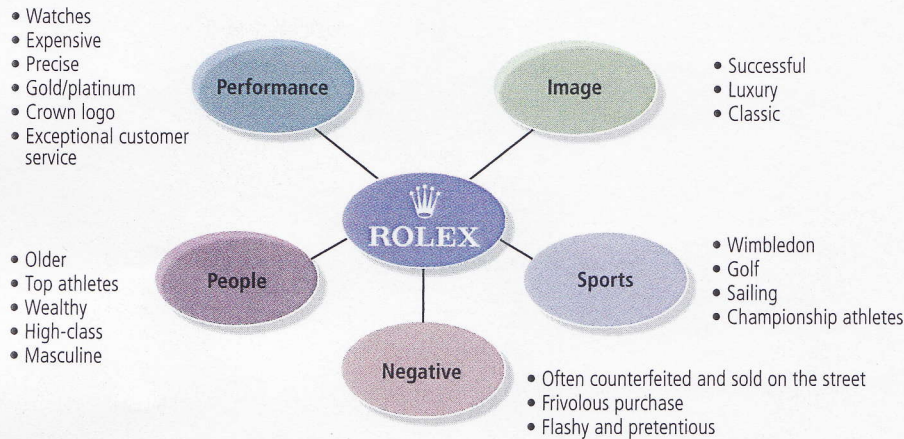 • Watches
• Expensive
• Precise
• Gold/platinum
• Crown logo
• Exceptional customer
service
Performance
Image
• Successful
• Luxury
• Classic
ROLEX
• Older
• Top athletes
• Wealthy
• High-class
• Masculine
People
Sports
• Wimbledon
• Golf
• Sailing
• Championship athletes
Negative
• Often counterfeited and sold on the street
• Frivolous purchase
• Flashy and pretentious